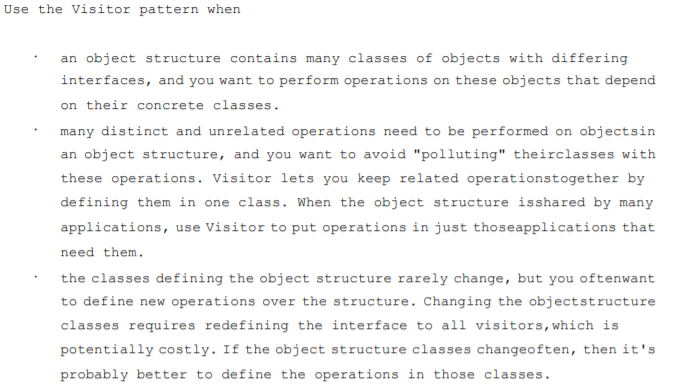 Use the Visitor pattern when
· an object structure contains many classes of objects with differing
interfaces, and you want to perform operations on these objects that depend
on their concrete classes.
· many distinct and unrelated operations need to be performed on objectsin
an object structure, and you want to avoid "polluting" theirclasses with
these operations. Visitor lets you keep related operationstogether by
defining them in one class. When the object structure isshared by many
applications, use Visitor to put operations in just thoseapplications that
need them.
· the classes defining the object structure rarely change, but you oftenwant
to define new operations over the structure. Changing the objectstructure
classes requires redefining the interface to all visitors,which is
potentially costly. If the object structure classes changeoften, then it's
probably better to define the operations in those classes.